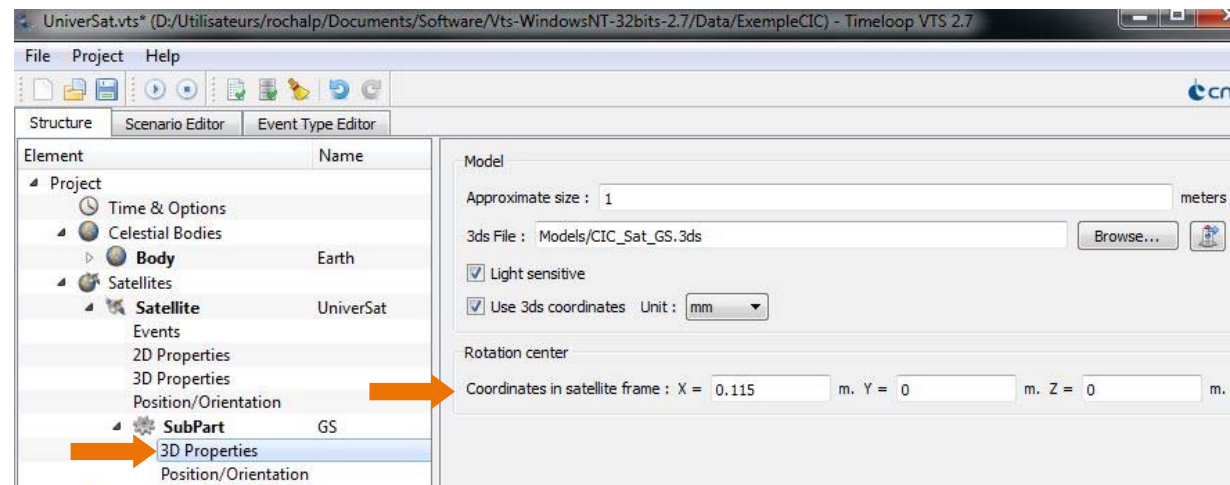 UniverSat.vts* (D:/Utilisateurs/rochalp/Documents/Software/Vts-WindowsNT-32bits-2.7/Data/ExempleCIC) - Timeloop VTS 2.7
File Project Help
cn
Structure Scenario Editor Event Type Editor
Element Name
Project
Time & Options
Celestial Bodies
Body Earth
Satellites
Satellite UniverSat
Events
2D Properties
3D Properties
Position/Orientation
SubPart GS
3D Properties
Position/Orientation
Model
Approximate size : 1 meters
3ds File : Models/CIC_Sat_GS.3ds Browse...
Light sensitive
Use 3ds coordinates Unit : mm
Rotation center
Coordinates in satellite frame : X = 0.115 m. Y = 0 m. Z = 0 m.